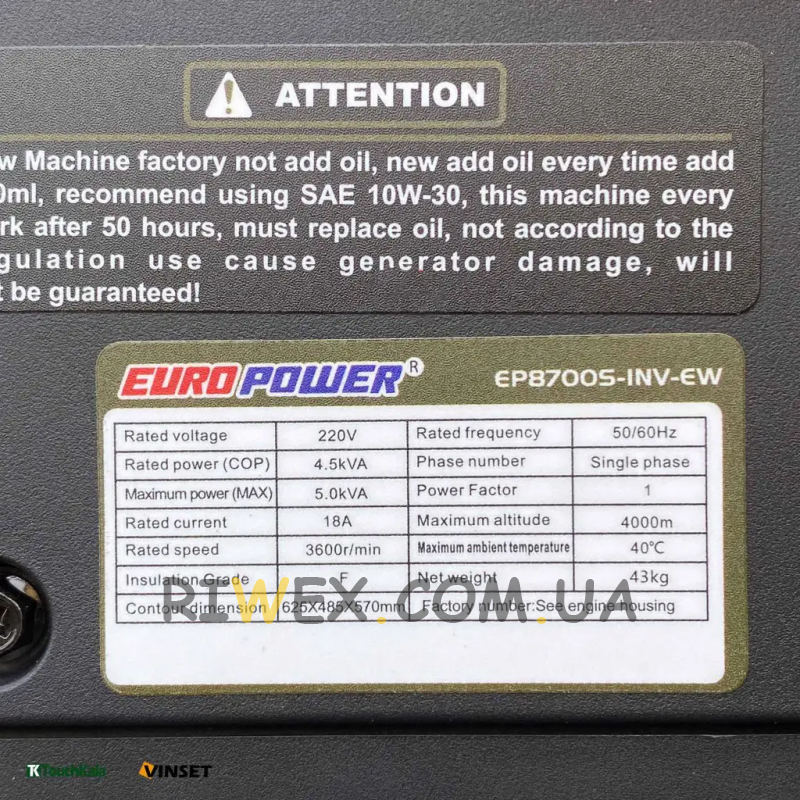 ATTENTION
w Machine factory not add oil, new add oil every time add
0ml, recommend using SAE 10W-30, this machine every
rk after 50 hours, must replace oil, not according to the
gulation use cause generator damage, will
t be guaranteed!
EUROPOWER® EP8700S-INV-EW
Rated voltage 220V Rated frequency 50/60Hz
Rated power (COP) 4.5kVA Phase number Single phase
Maximum power (MAX) 5.0kVA Power Factor 1
Rated current 18A Maximum altitude 4000m
Rated speed 3600r/min Maximum ambient temperature 40℃
Insulation Grade F Net weight 43kg
Contour dimension 625X485X570mm Factory number:See engine housing
RIWEX.COM.UA
TK TouchKain VINSET